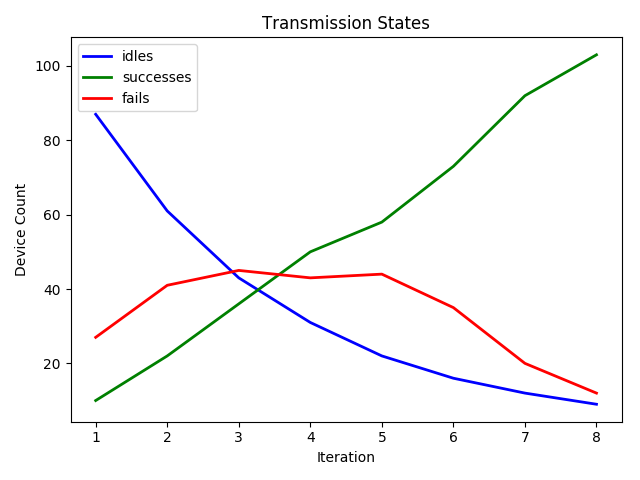 Transmission States
idles
successes
fails
Device Count
100
80
60
40
20
1 2 3 4 5 6 7 8
Iteration